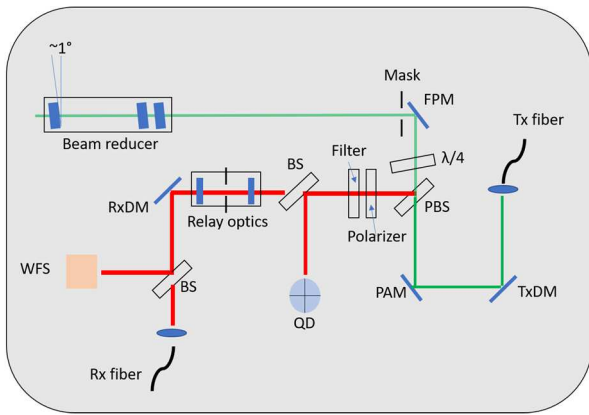 ~1°
Mask
FPM
Tx fiber
Beam reducer
λ/4
BS
Filter
RxDM
Relay optics
PBS
Polarizer
WFS
BS
PAM
TxDM
QD
Rx fiber